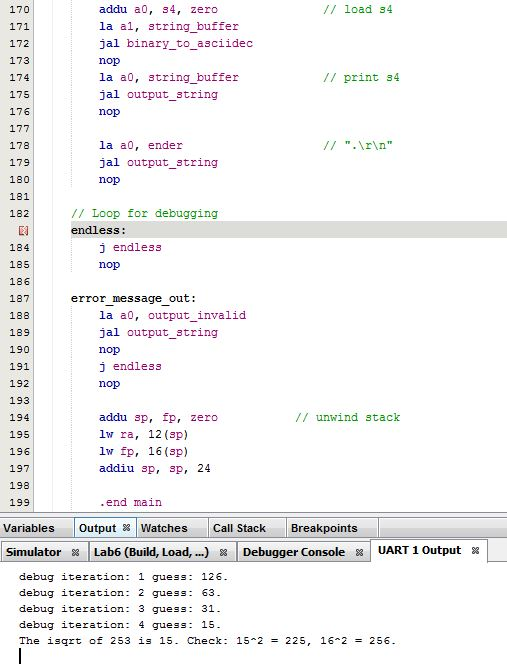 170 addu a0, s4, zero // load s4
171 la a1, string_buffer
172 jal binary_to_asciidec
173 nop
174 la a0, string_buffer // print s4
175 jal output_string
176 nop
177
178 la a0, ender // ".\r\n"
179 jal output_string
180 nop
181
182 // Loop for debugging
endless:
184 j endless
185 nop
186
187 error_message_out:
188 la a0, output_invalid
189 jal output_string
190 nop
191 j endless
192 nop
193
194 addu sp, fp, zero // unwind stack
195 lw ra, 12(sp)
196 lw fp, 16(sp)
197 addiu sp, sp, 24
198
199 .end main
Variables Output Watches Call Stack Breakpoints
Simulator Lab6 (Build, Load, ...) Debugger Console UART 1 Output
debug iteration: 1 guess: 126.
debug iteration: 2 guess: 63.
debug iteration: 3 guess: 31.
debug iteration: 4 guess: 15.
The isqrt of 253 is 15. Check: 15^2 = 225, 16^2 = 256.